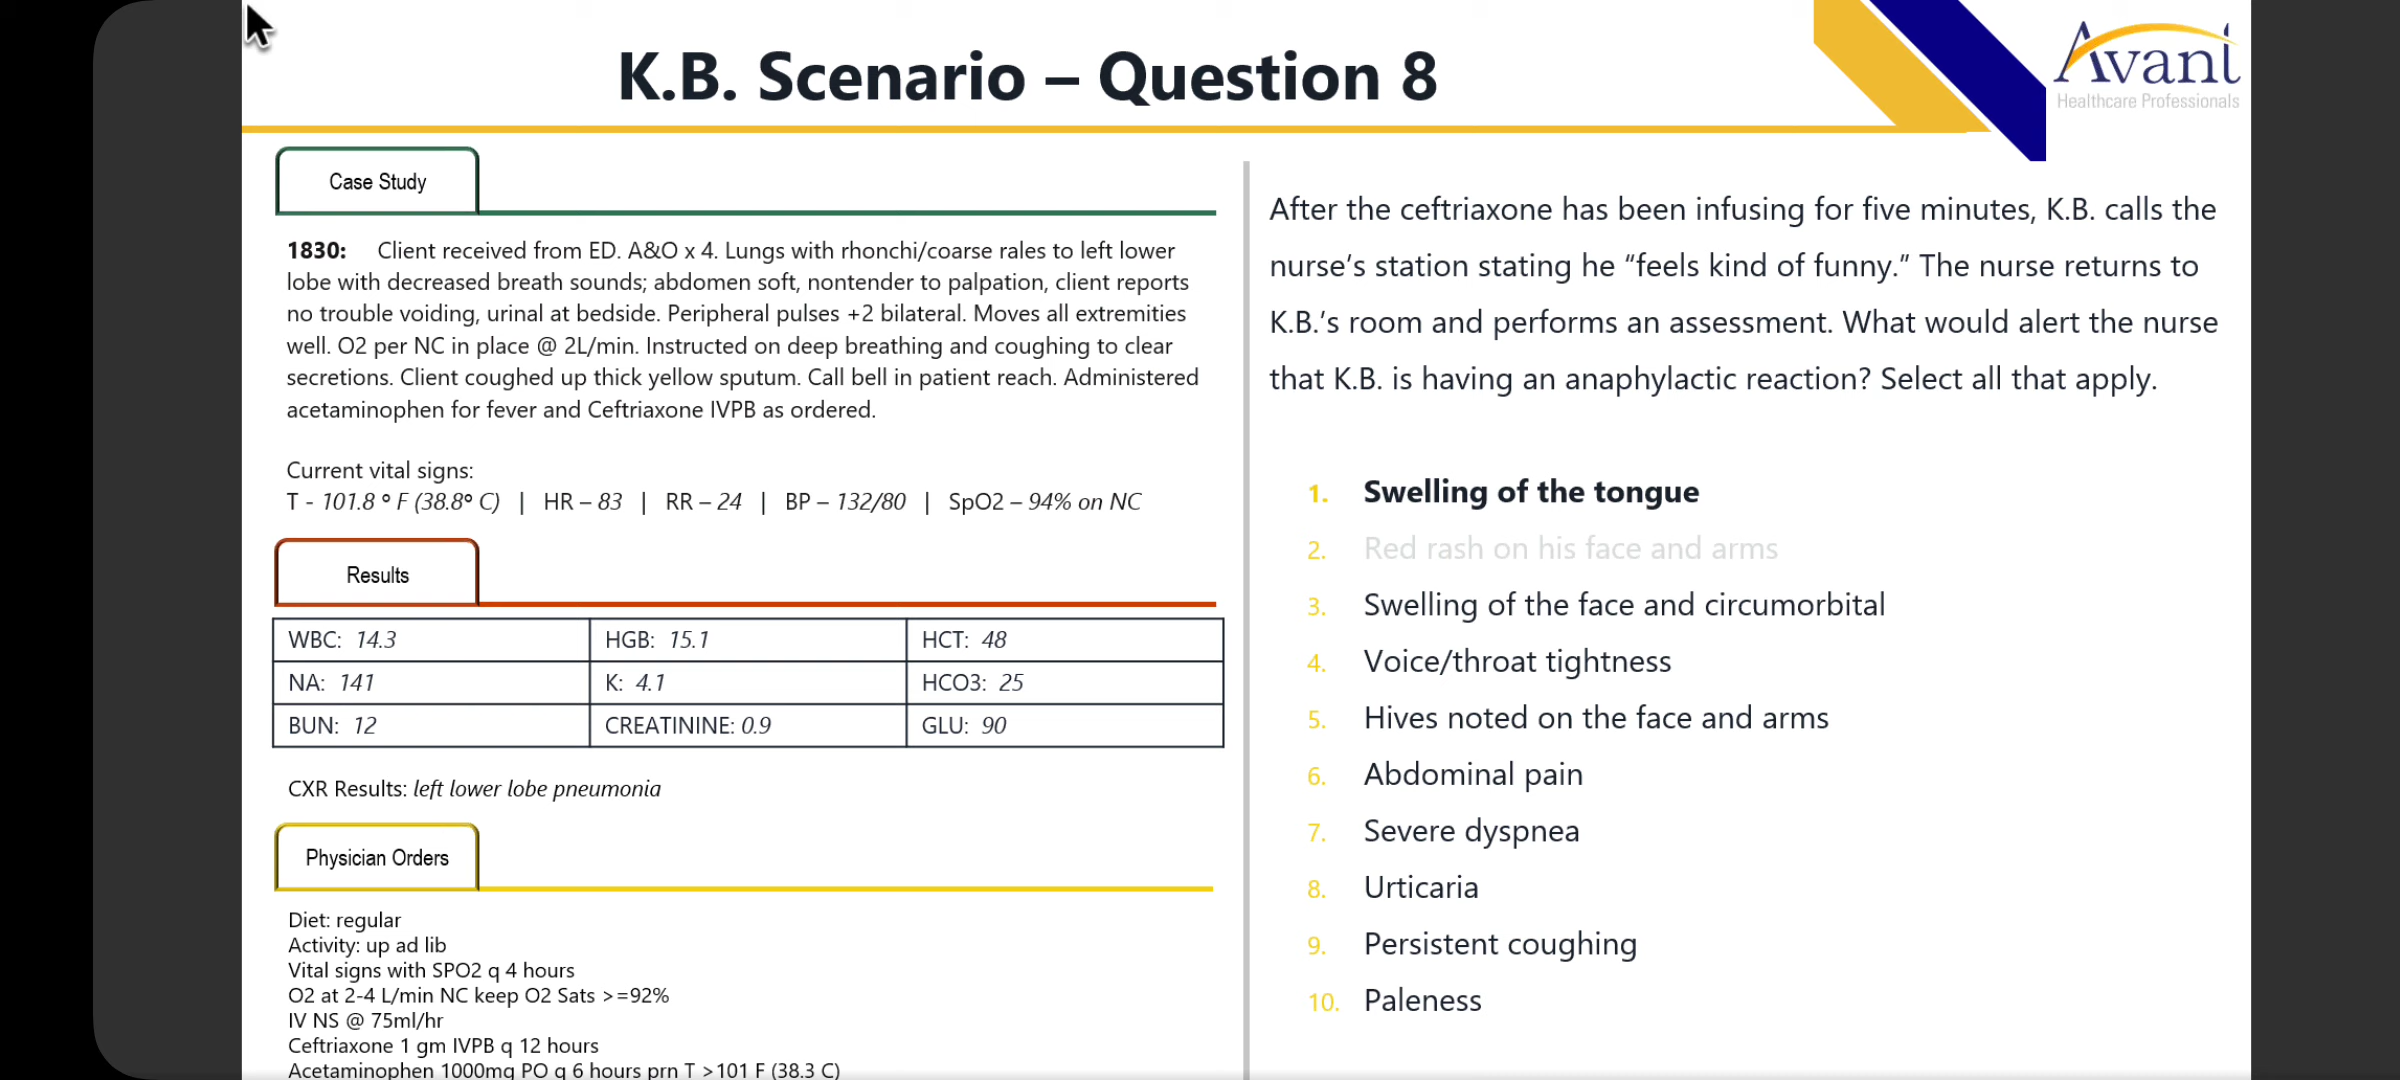 K.B. Scenario – Question 8
Avant
Healthcare Professionals
Case Study
1830: Client received from ED. A&O x 4. Lungs with rhonchi/coarse rales to left lower
lobe with decreased breath sounds; abdomen soft, nontender to palpation, client reports
no trouble voiding, urinal at bedside. Peripheral pulses +2 bilateral. Moves all extremities
well. O2 per NC in place @ 2L/min. Instructed on deep breathing and coughing to clear
secretions. Client coughed up thick yellow sputum. Call bell in patient reach. Administered
acetaminophen for fever and Ceftriaxone IVPB as ordered.
Current vital signs:
T - 101.8 º F (38.8º C) | HR – 83 | RR – 24 | BP – 132/80 | SpO2 – 94% on NC
Results
WBC: 14.3 HGB: 15.1 HCT: 48
NA: 141 K: 4.1 HCO3: 25
BUN: 12 CREATININE: 0.9 GLU: 90
CXR Results: left lower lobe pneumonia
Physician Orders
Diet: regular
Activity: up ad lib
Vital signs with SPO2 q 4 hours
O2 at 2-4 L/min NC keep O2 Sats >=92%
IV NS @ 75ml/hr
Ceftriaxone 1 gm IVPB q 12 hours
Acetaminophen 1000mg PO q 6 hours prn T >101 F (38.3 C)
After the ceftriaxone has been infusing for five minutes, K.B. calls the
nurse's station stating he “feels kind of funny.” The nurse returns to
K.B.'s room and performs an assessment. What would alert the nurse
that K.B. is having an anaphylactic reaction? Select all that apply.
1. Swelling of the tongue
2. Red rash on his face and arms
3. Swelling of the face and circumorbital
4. Voice/throat tightness
5. Hives noted on the face and arms
6. Abdominal pain
7. Severe dyspnea
8. Urticaria
9. Persistent coughing
10. Paleness